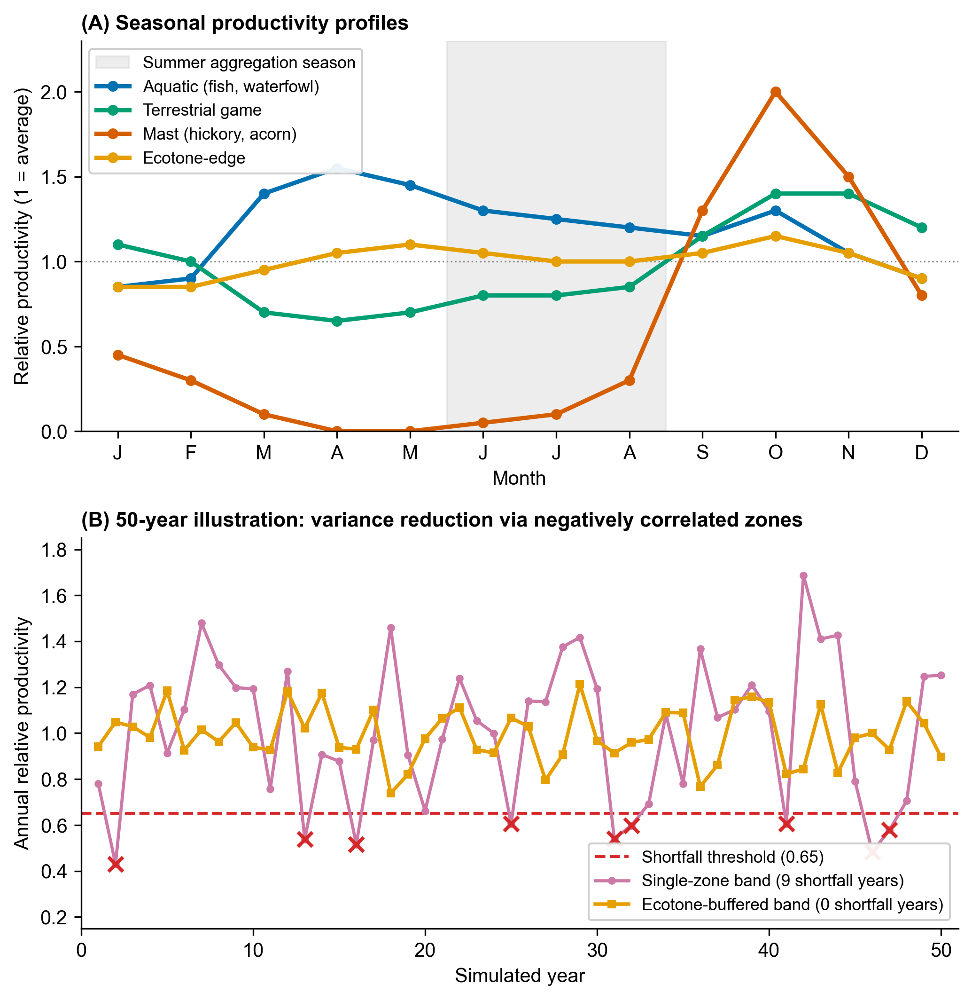 (A) Seasonal productivity profiles
Relative productivity (1 = average)
2.0
1.5
1.0
0.5
0.0
Summer aggregation season
Aquatic (fish, waterfowl)
Terrestrial game
Mast (hickory, acorn)
Ecotone-edge
J F M A M J J A S O N D
Month
(B) 50-year illustration: variance reduction via negatively correlated zones
Annual relative productivity
1.8
1.6
1.4
1.2
1.0
0.8
0.6
0.4
0.2
Shortfall threshold (0.65)
Single-zone band (9 shortfall years)
Ecotone-buffered band (0 shortfall years)
0 10 20 30 40 50
Simulated year